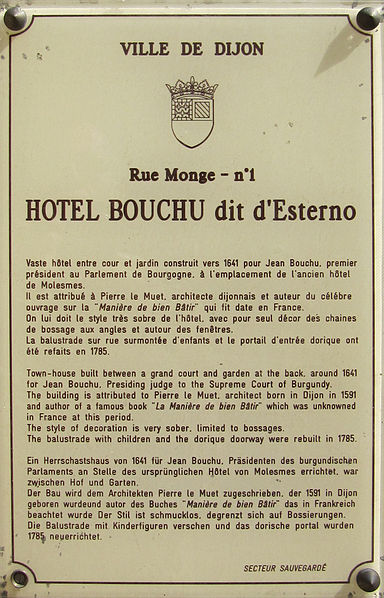 VILLE DE DIJON
Rue Monge - n°1
HOTEL BOUCHU dit d'Esterno
Vaste hôtel entre cour et jardin construit vers 1641 pour Jean Bouchu, premier
président au Parlement de Bourgogne, à l'emplacement de l'ancien hôtel
de Molesmes.
Il est attribué à Pierre le Muet, architecte dijonnais et auteur du célèbre
ouvrage sur la "Manière de bien Bâtir" qui fit date en France.
On lui doit le style très sobre de l'hôtel, avec pour seul décor des chaines
de bossage aux angles et autour des fenêtres.
La balustrade sur rue surmontée d'enfants et le portail d'entrée dorique ont
été refaits en 1785.
Town-house built between a grand court and garden at the back, around 1641
for Jean Bouchu, Presiding judge to the Supreme Court of Burgundy.
The building is attributed to Pierre le Muet, architect born in Dijon in 1591
and author of a famous book "La Manière de bien Bâtir" which was unknowned
in France at this period.
The style of decoration is very sober, limited to bossages.
The balustrade with children and the dorique doorway were rebuilt in 1785.
Ein Herrschastshaus von 1641 für Jean Bouchu, Präsidenten des burgundischen
Parlaments an Stelle des ursprünglichen Hôtel von Molesmes errichtet, war
zwischen Hof und Garten.
Der Bau wird dem Architekten Pierre le Muet zugeschrieben, der 1591 in Dijon
geboren wurdeund autor des Buches "Manière de bien Bâtir" das in Frankreich
beachtet wurde Der Stil ist schmucklos, degrenzt sich auf Bossierungen.
Die Balustrade mit Kinderfiguren verschen und das dorische portal wurden
1785 neuerrichtet.
SECTEUR SAUVEGARDÉ